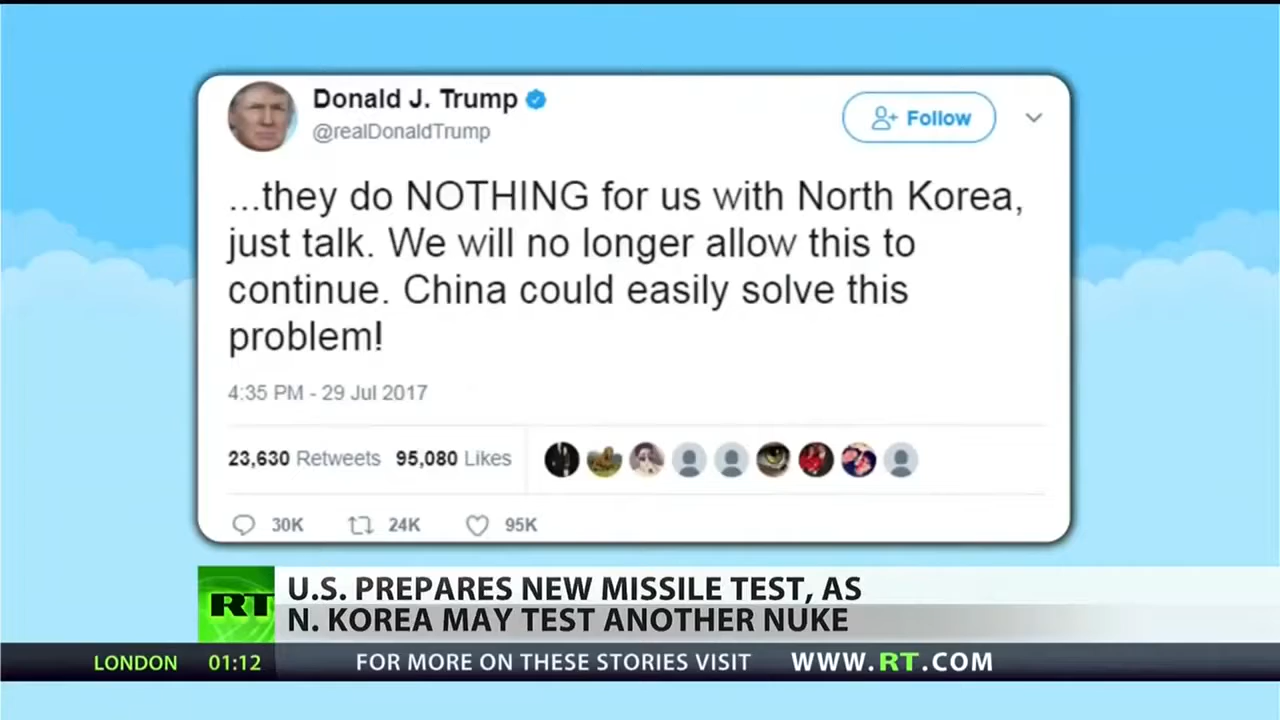 Donald J. Trump
@realDonaldTrump
Follow
...they do NOTHING for us with North Korea,
just talk. We will no longer allow this to
continue. China could easily solve this
problem!
4:35 PM - 29 Jul 2017
23,630 Retweets 95,080 Likes
30K 24K 95K
RT
U.S. PREPARES NEW MISSILE TEST, AS
N. KOREA MAY TEST ANOTHER NUKE
LONDON 01:12 FOR MORE ON THESE STORIES VISIT WWW.RT.COM